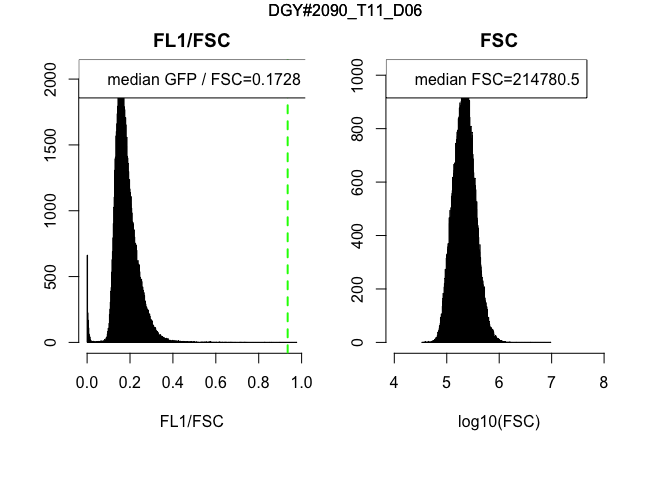 DGY#2090_T11_D06
FL1/FSC
median GFP / FSC=0.1728
0
500
1000
1500
2000
0.0 0.2 0.4 0.6 0.8 1.0
FL1/FSC
FSC
median FSC=214780.5
0
200
400
600
800
1000
4 5 6 7 8
log10(FSC)